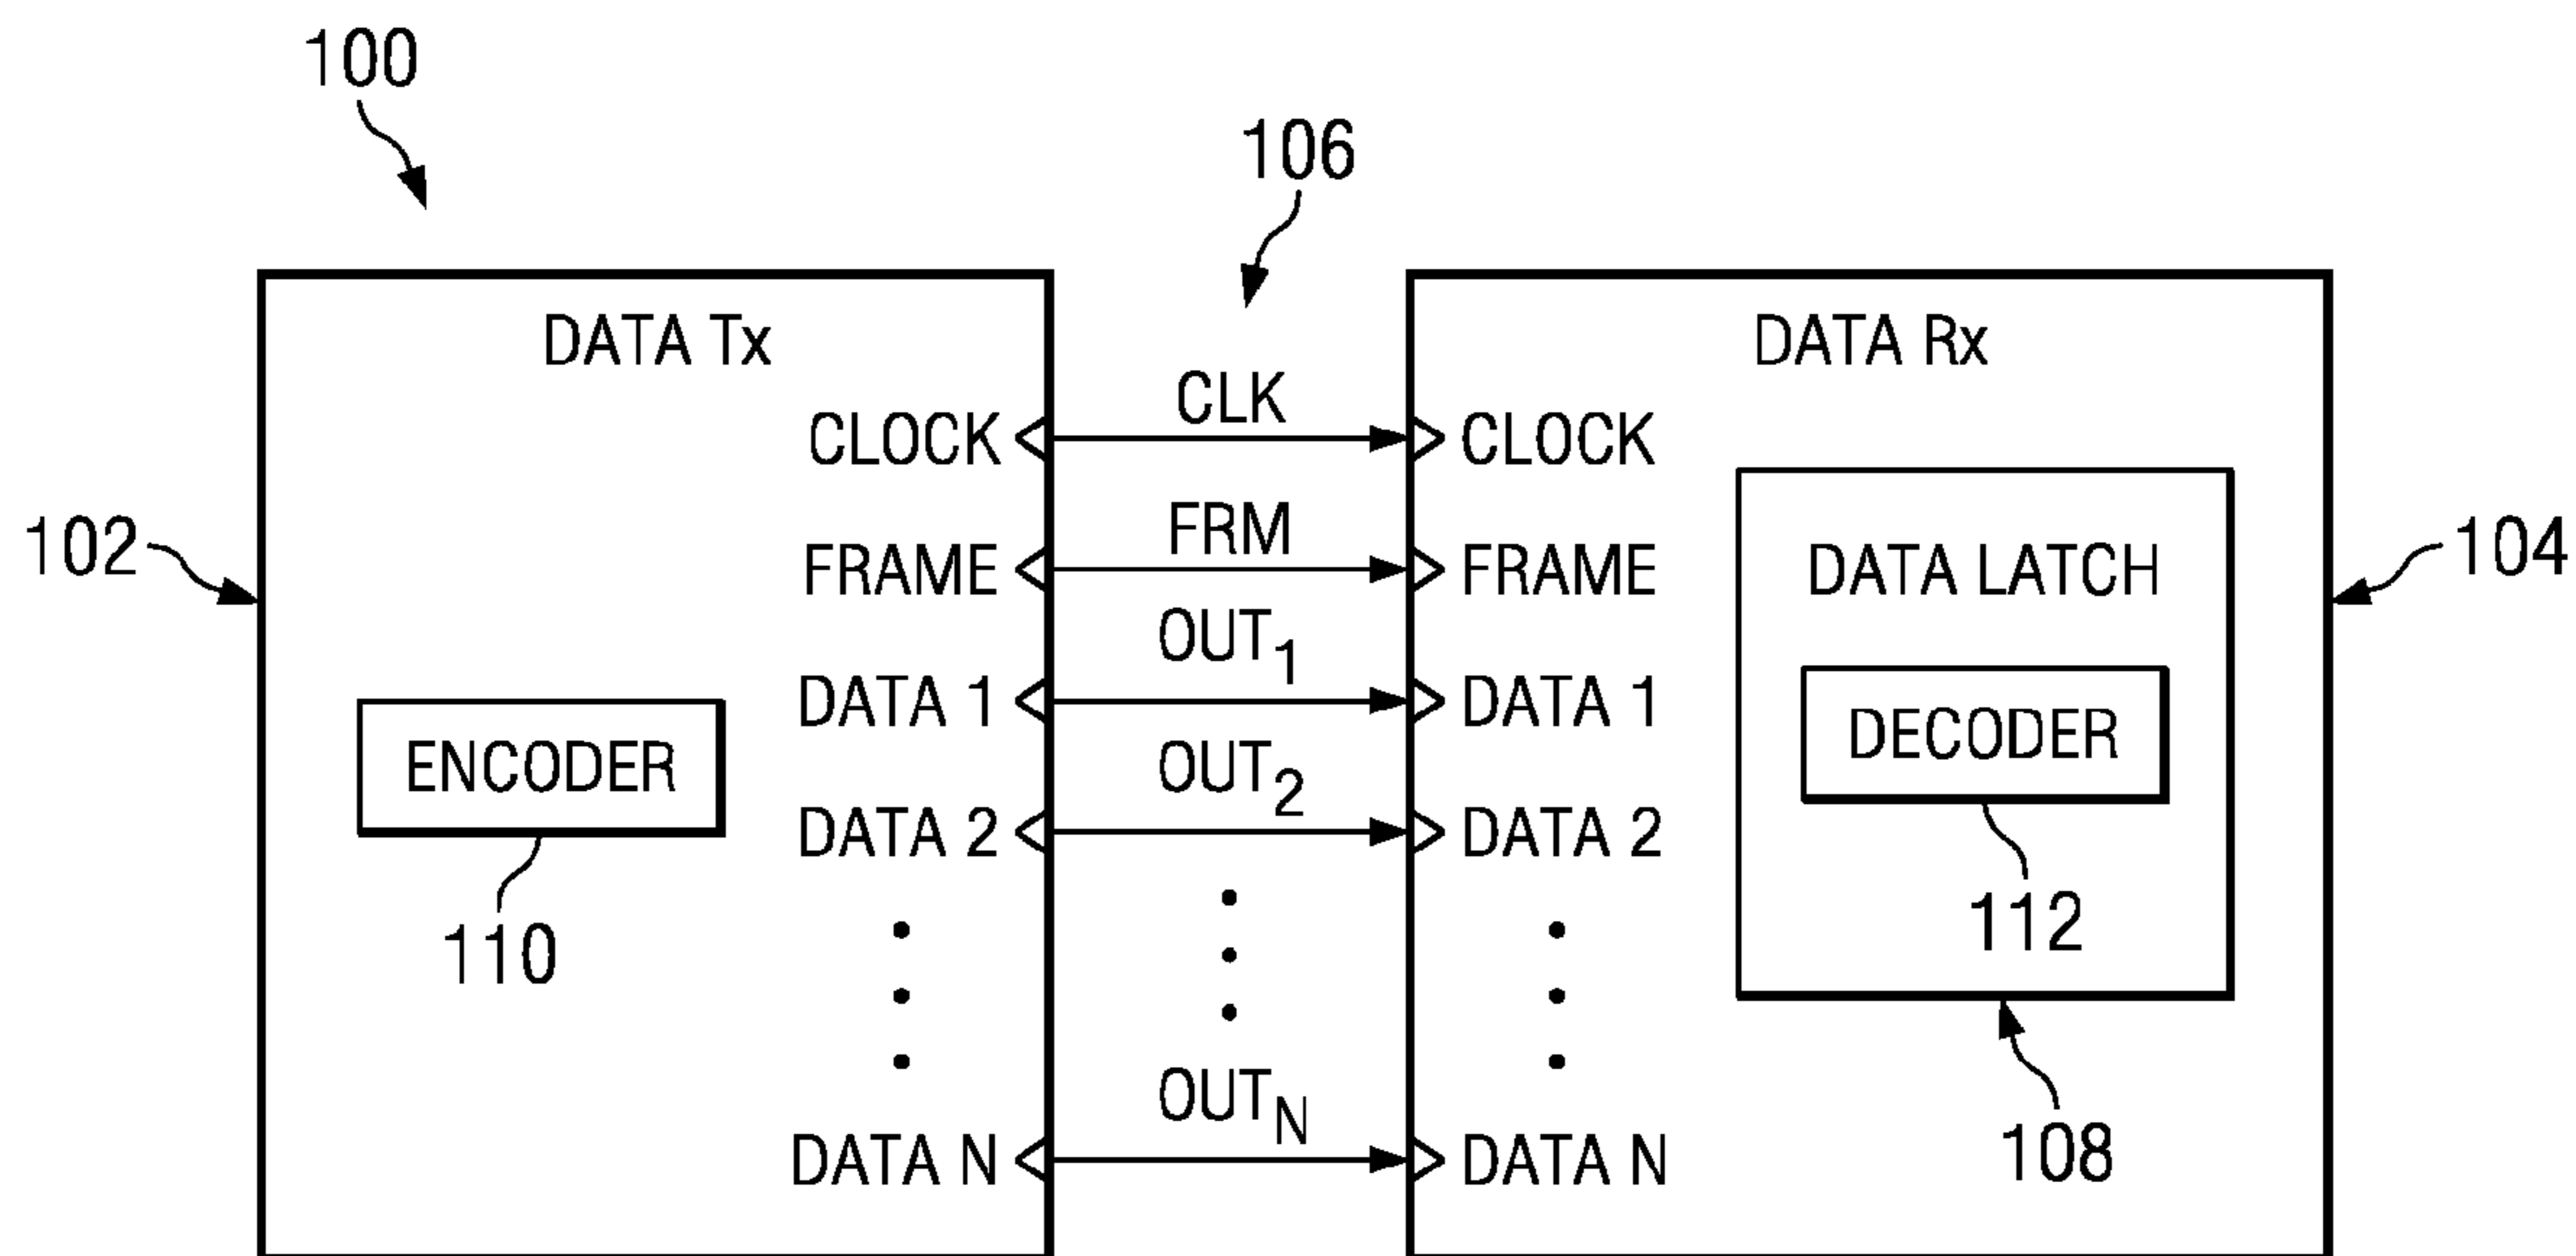 100
106
DATA Tx
DATA Rx
CLK
CLOCK
CLOCK
FRM
102
FRAME
FRAME
DATA LATCH
104
OUT1
DATA 1
DATA 1
ENCODER
DECODER
OUT2
DATA 2
DATA 2
110
112
OUTN
DATA N
DATA N
108